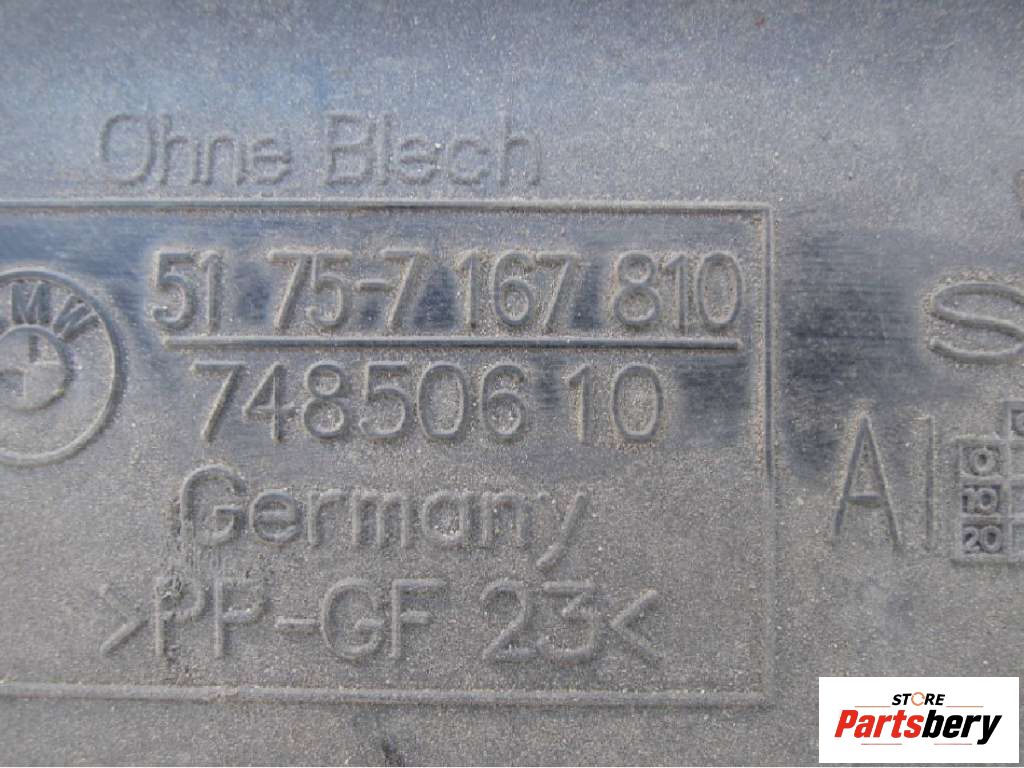 Ohne Blech
51 75-7 167 810
BMW
748506 10
Germany
>PP-GF 23<
AI
0
10
20
STORE
Partsbery